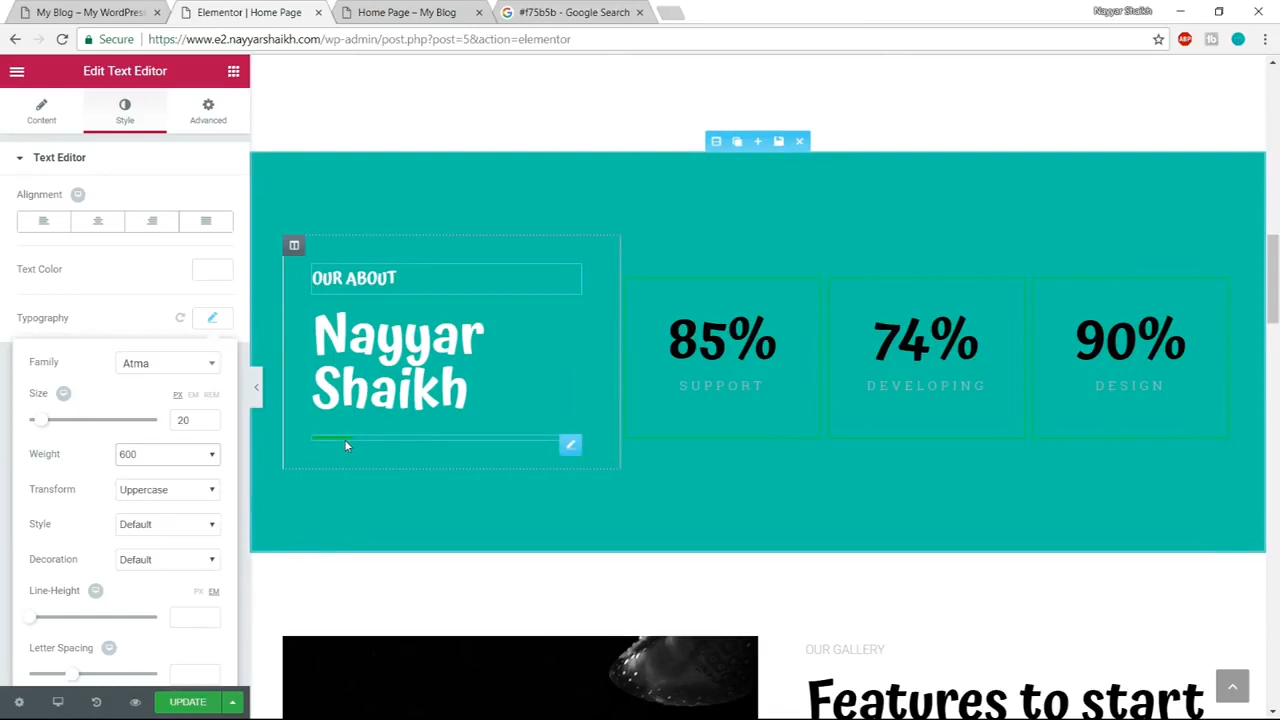 My Blog – My WordPress
Elementor | Home Page
Home Page – My Blog
#f75b5b - Google Search
Nayyar Shaikh
Secure
https://www.e2.nayyarshaikh.com/wp-admin/post.php?post=5&action=elementor
ABP
Edit Text Editor
Content
Style
Advanced
Text Editor
Alignment
Text Color
Typography
Family
Atma
Size
PX EM REM
20
Weight
600
Transform
Uppercase
Style
Default
Decoration
Default
Line-Height
PX EM
Letter Spacing
UPDATE
OUR ABOUT
Nayyar
Shaikh
85%
SUPPORT
74%
DEVELOPING
90%
DESIGN
OUR GALLERY
Features to start